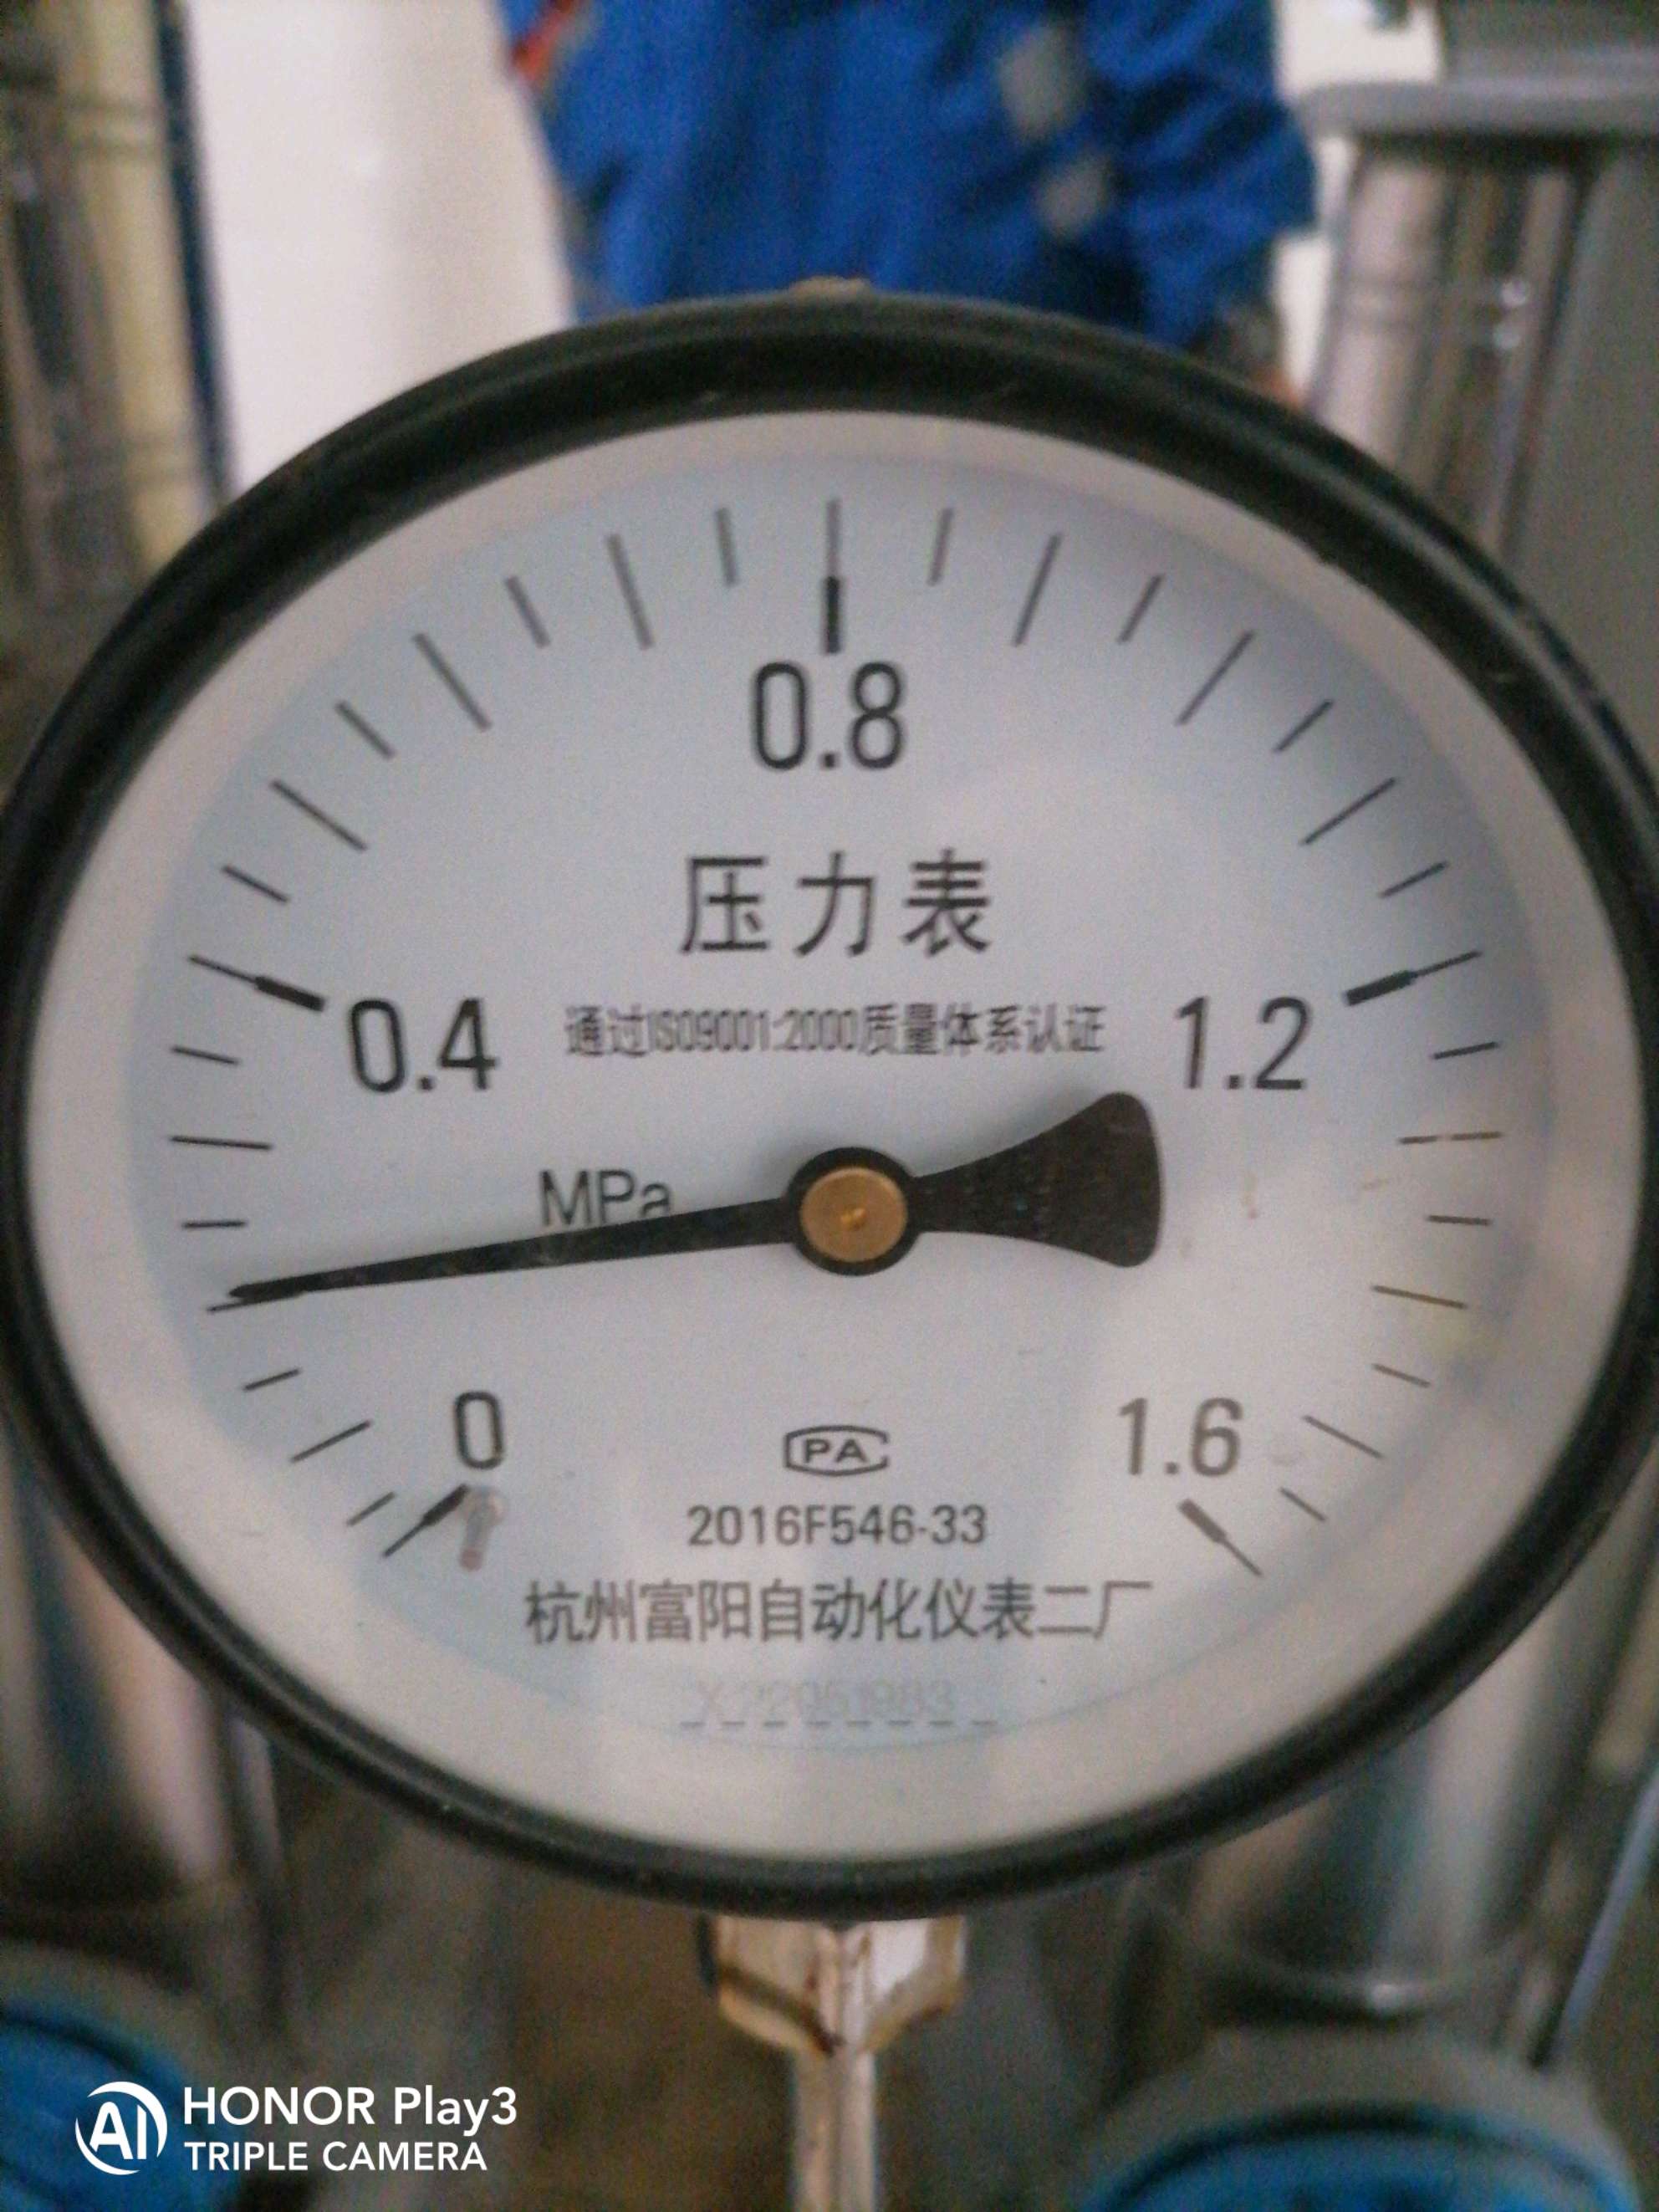 0.8
压力表
0.4
通过ISO9001:2000质量体系认证
1.2
MPa
0
PA
1.6
2016F546-33
杭州富阳自动化仪表二厂
X22051983
HONOR Play3
AI
TRIPLE CAMERA